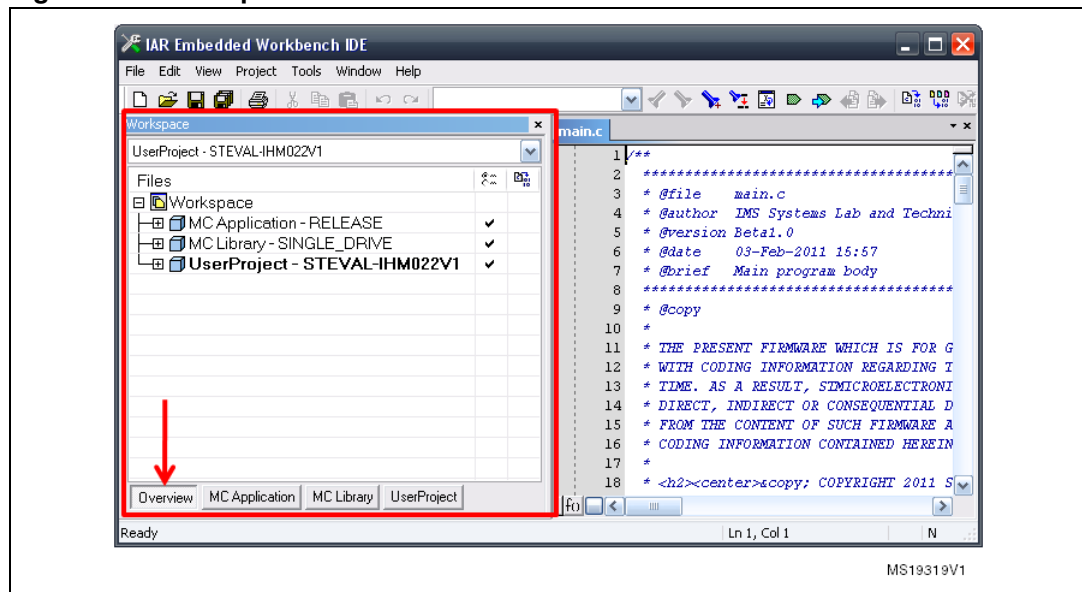 IAR Embedded Workbench IDE
File Edit View Project Tools Window Help
Workspace
main.c
UserProject - STEVAL-IHM022V1
Files
Workspace
MC Application - RELEASE
MC Library - SINGLE_DRIVE
UserProject - STEVAL-IHM022V1
Overview MC Application MC Library UserProject
1 /**
2 **************************************
3 * @file main.c
4 * @author IMS Systems Lab and Techni
5 * @version Beta1.0
6 * @date 03-Feb-2011 15:57
7 * @brief Main program body
8 **************************************
9 * @copy
10 *
11 * THE PRESENT FIRMWARE WHICH IS FOR G
12 * WITH CODING INFORMATION REGARDING T
13 * TIME. AS A RESULT, STMICROELECTRONI
14 * DIRECT, INDIRECT OR CONSEQUENTIAL D
15 * FROM THE CONTENT OF SUCH FIRMWARE A
16 * CODING INFORMATION CONTAINED HEREIN
17 *
18 * <h2><center>&copy; COPYRIGHT 2011 S
f()
Ready
Ln 1, Col 1
N
MS19319V1